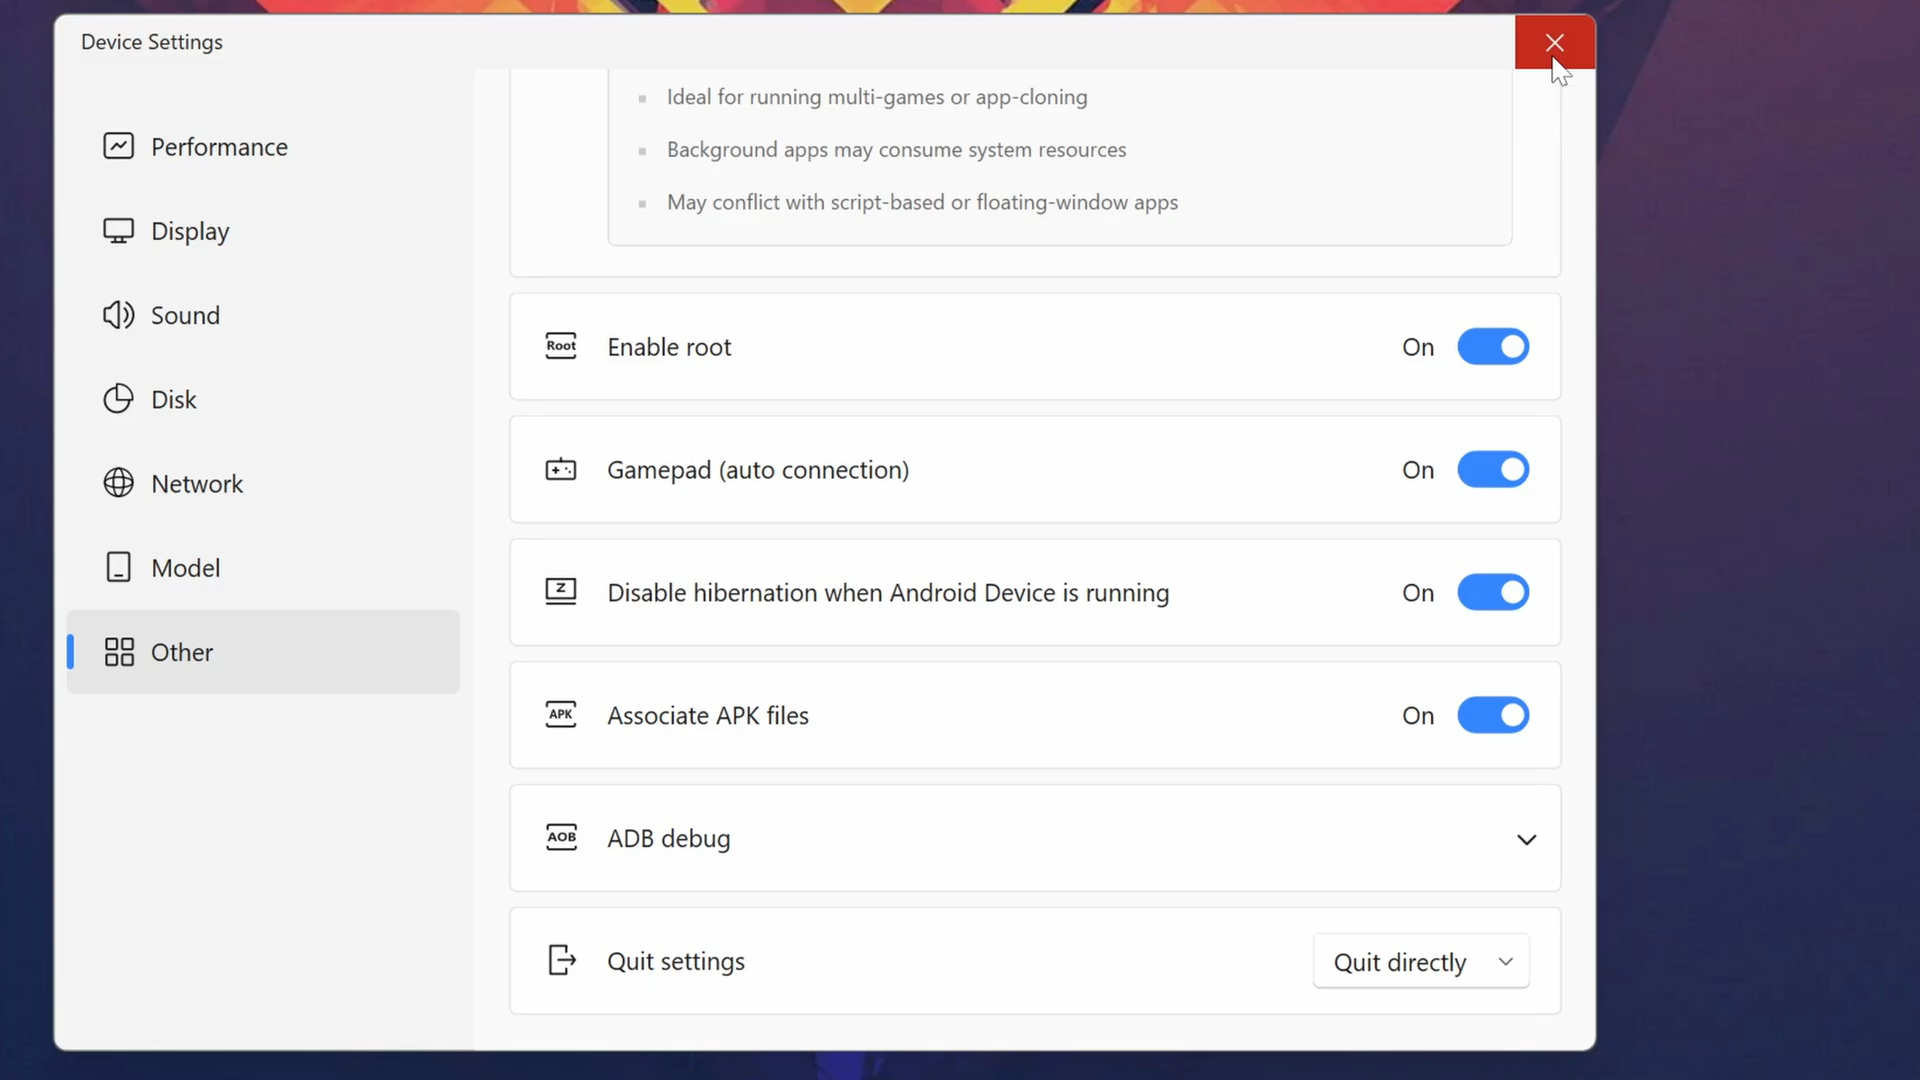 Device Settings
Ideal for running multi-games or app-cloning
Performance
Background apps may consume system resources
May conflict with script-based or floating-window apps
Display
Sound
Root
Enable root
On
Disk
Gamepad (auto connection)
On
Network
Model
Z
Disable hibernation when Android Device is running
On
Other
APK
Associate APK files
On
AOB
ADB debug
Quit settings
Quit directly